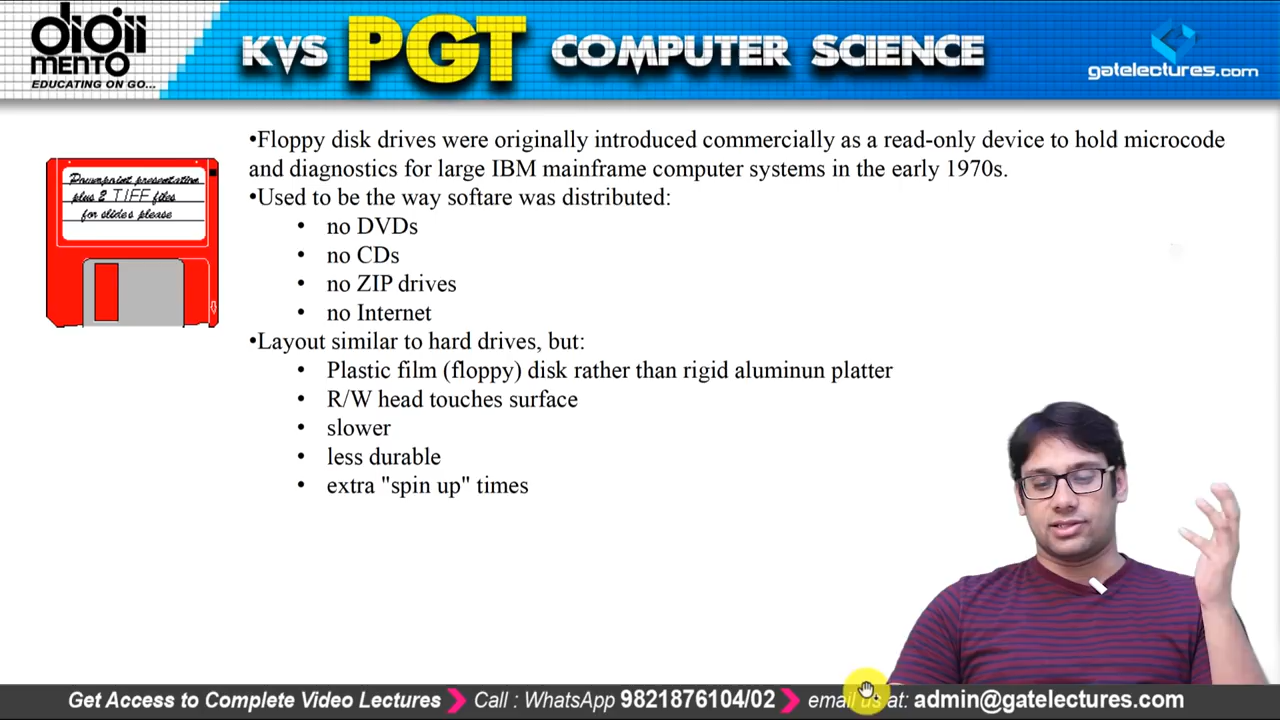 digii
MENTO
EDUCATING ON GO...
KVS PGT COMPUTER SCIENCE
gatelectures.com
•Floppy disk drives were originally introduced commercially as a read-only device to hold microcode
and diagnostics for large IBM mainframe computer systems in the early 1970s.
•Used to be the way softare was distributed:
• no DVDs
• no CDs
• no ZIP drives
• no Internet
•Layout similar to hard drives, but:
• Plastic film (floppy) disk rather than rigid aluminun platter
• R/W head touches surface
• slower
• less durable
• extra "spin up" times
Powerpoint presentation
plus 2 TIFF files
for slides please
Get Access to Complete Video Lectures Call : WhatsApp 9821876104/02 email us at: admin@gatelectures.com